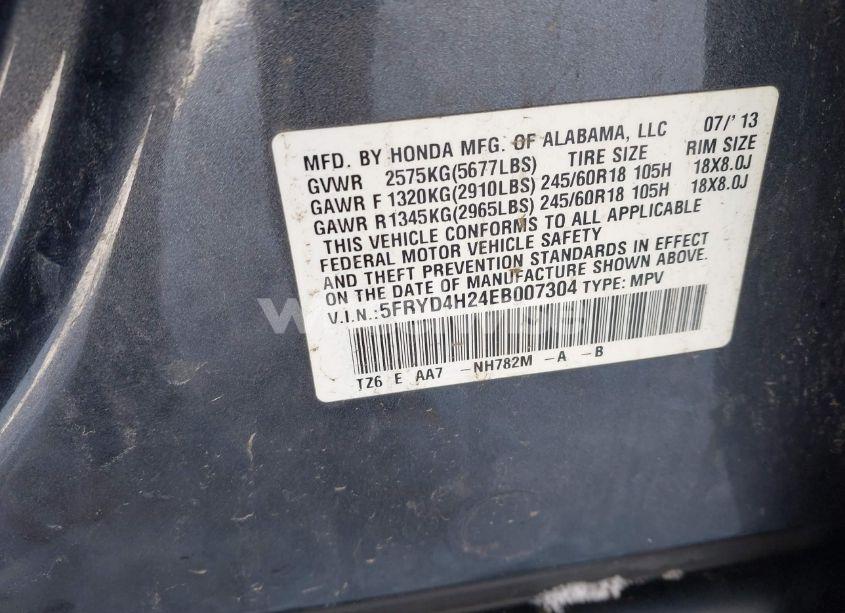 MFD. BY HONDA MFG. OF ALABAMA, LLC 07/'13
GVWR 2575KG(5677LBS) TIRE SIZE RIM SIZE
GAWR F 1320KG(2910LBS) 245/60R18 105H 18X8.0J
GAWR R 1345KG(2965LBS) 245/60R18 105H 18X8.0J
THIS VEHICLE CONFORMS TO ALL APPLICABLE
FEDERAL MOTOR VEHICLE SAFETY
AND THEFT PREVENTION STANDARDS IN EFFECT
ON THE DATE OF MANUFACTURE SHOWN ABOVE.
V.I.N.:5FRYD4H24EB007304 TYPE: MPV
TZ6 E AA7 -NH782M -A -B